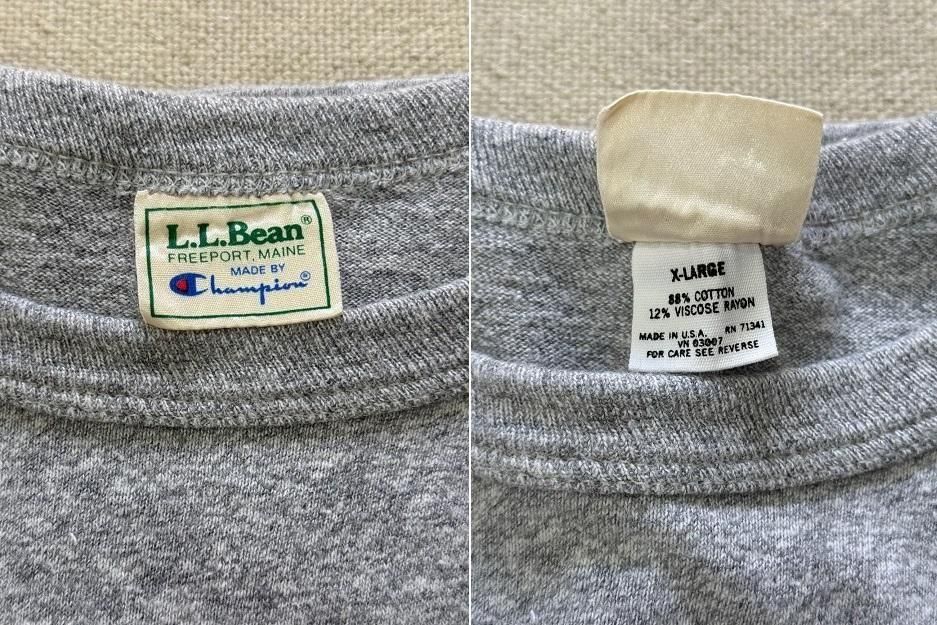 L.L.Bean®
FREEPORT, MAINE
MADE BY
Champion®
X-LARGE
88% COTTON
12% VISCOSE RAYON
MADE IN U.S.A. RN 71341
VN 03007
FOR CARE SEE REVERSE